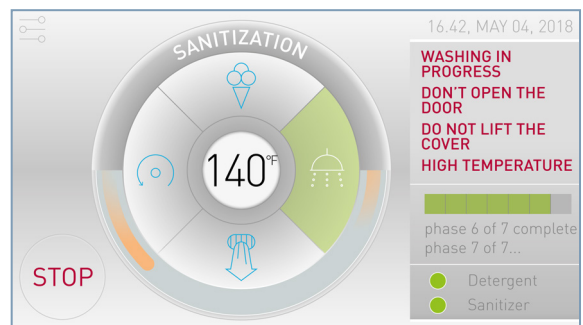 16.42, MAY 04, 2018
SANITIZATION
140°F
STOP
WASHING IN
PROGRESS
DON'T OPEN THE
DOOR
DO NOT LIFT THE
COVER
HIGH TEMPERATURE
phase 6 of 7 complete
phase 7 of 7...
Detergent
Sanitizer